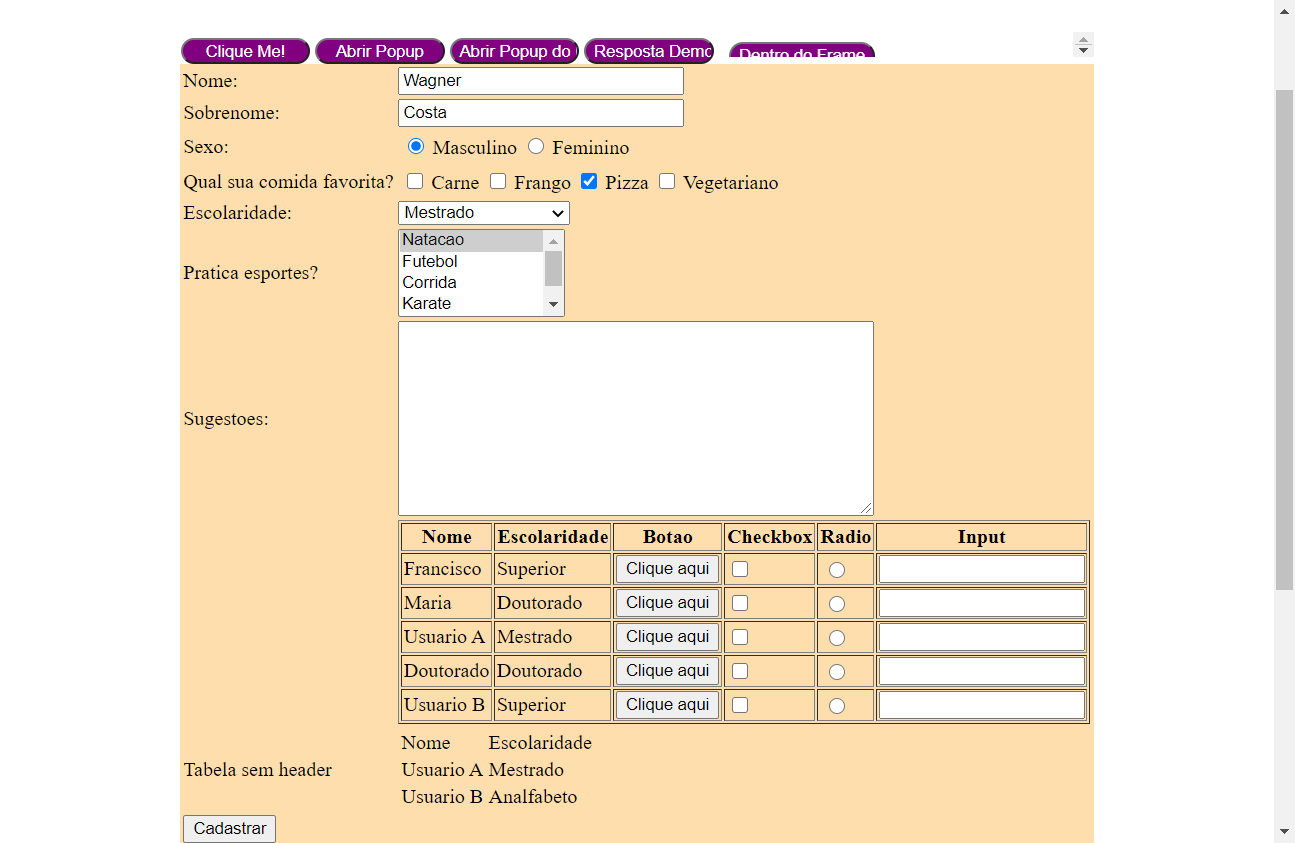 Clique Me! Abrir Popup Abrir Popup do Resposta Demo Dentro do Frame
Nome: Wagner
Sobrenome: Costa
Sexo: Masculino Feminino
Qual sua comida favorita? Carne Frango Pizza Vegetariano
Escolaridade: Mestrado
Pratica esportes?
Natacao
Futebol
Corrida
Karate
Sugestoes:
Nome Escolaridade Botao Checkbox Radio Input
Francisco Superior Clique aqui
Maria Doutorado Clique aqui
Usuario A Mestrado Clique aqui
Doutorado Doutorado Clique aqui
Usuario B Superior Clique aqui
Tabela sem header
Nome Escolaridade
Usuario A Mestrado
Usuario B Analfabeto
Cadastrar